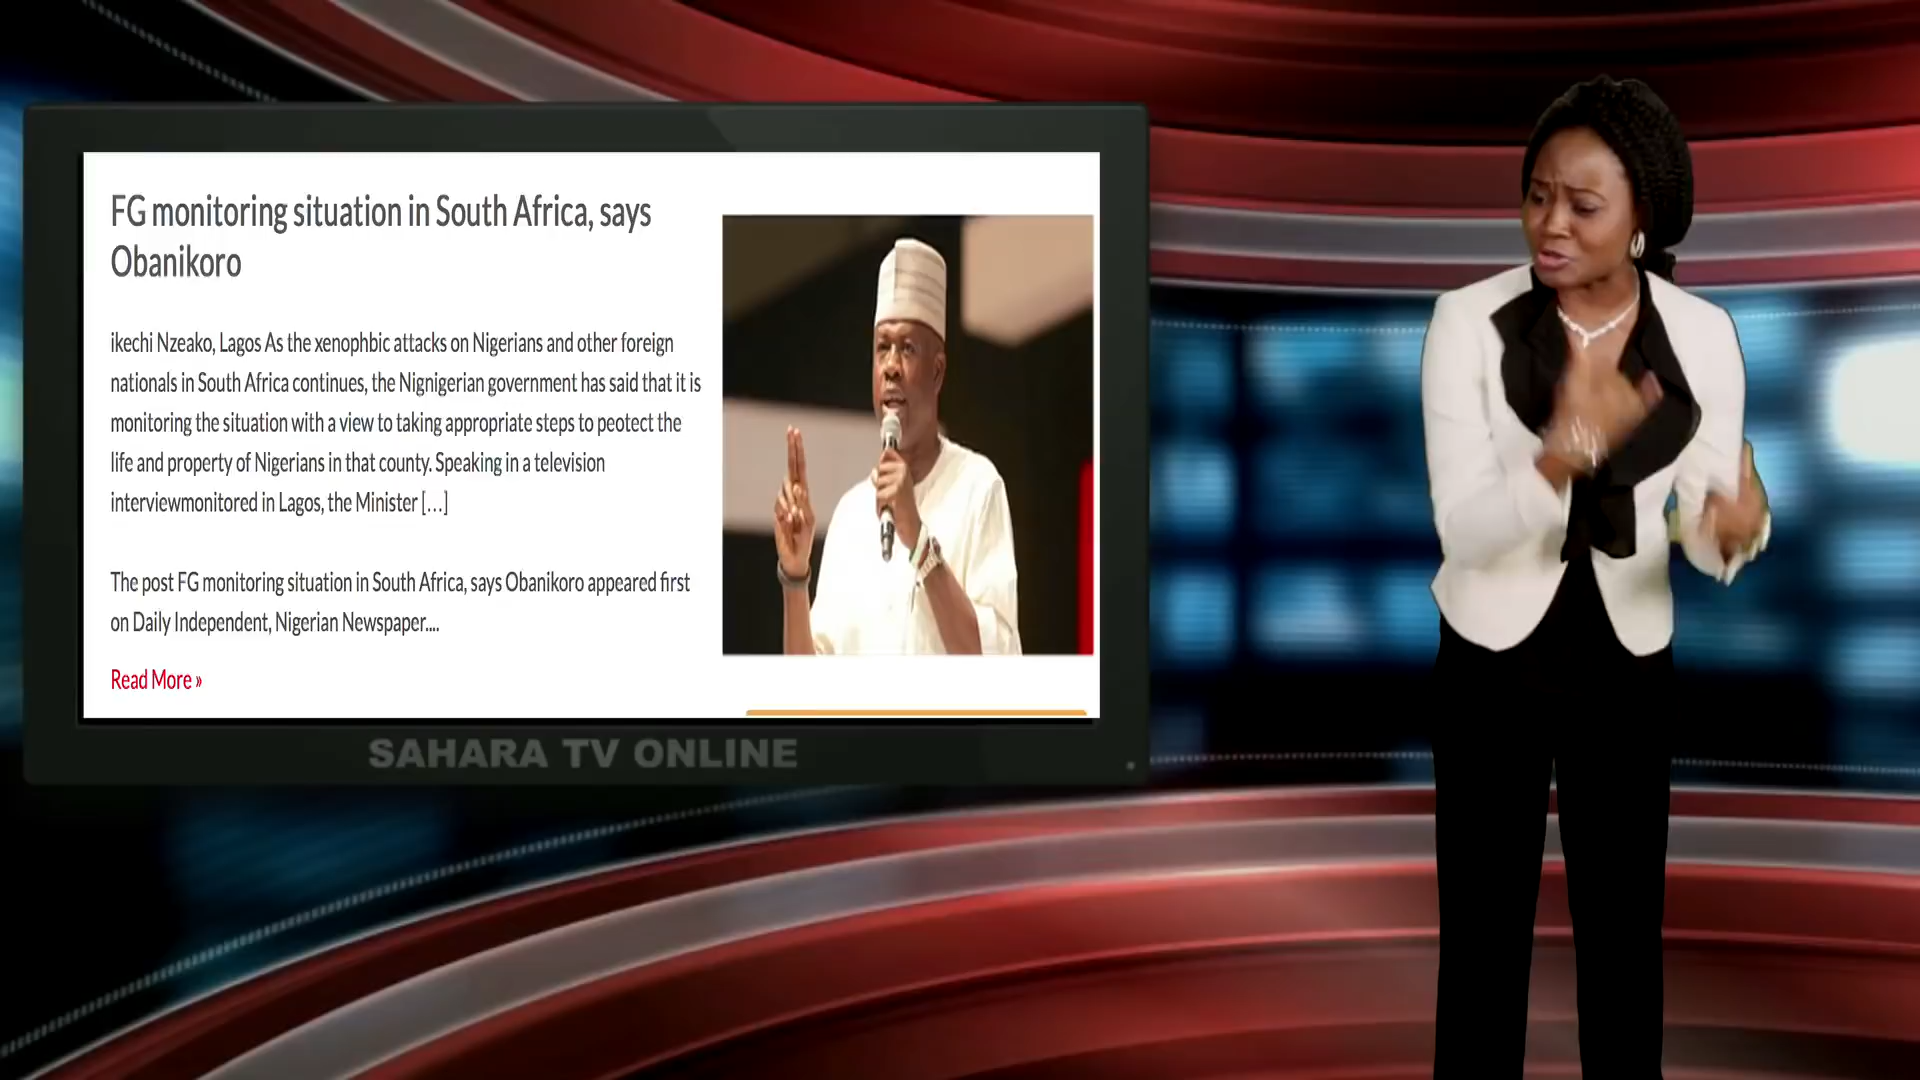 FG monitoring situation in South Africa, says
Obanikoro
ikechi Nzeako, Lagos As the xenophbic attacks on Nigerians and other foreign
nationals in South Africa continues, the Nignigerian government has said that it is
monitoring the situation with a view to taking appropriate steps to peotect the
life and property of Nigerians in that county. Speaking in a television
interviewmonitored in Lagos, the Minister […]
The post FG monitoring situation in South Africa, says Obanikoro appeared first
on Daily Independent, Nigerian Newspaper....
Read More »
SAHARA TV ONLINE